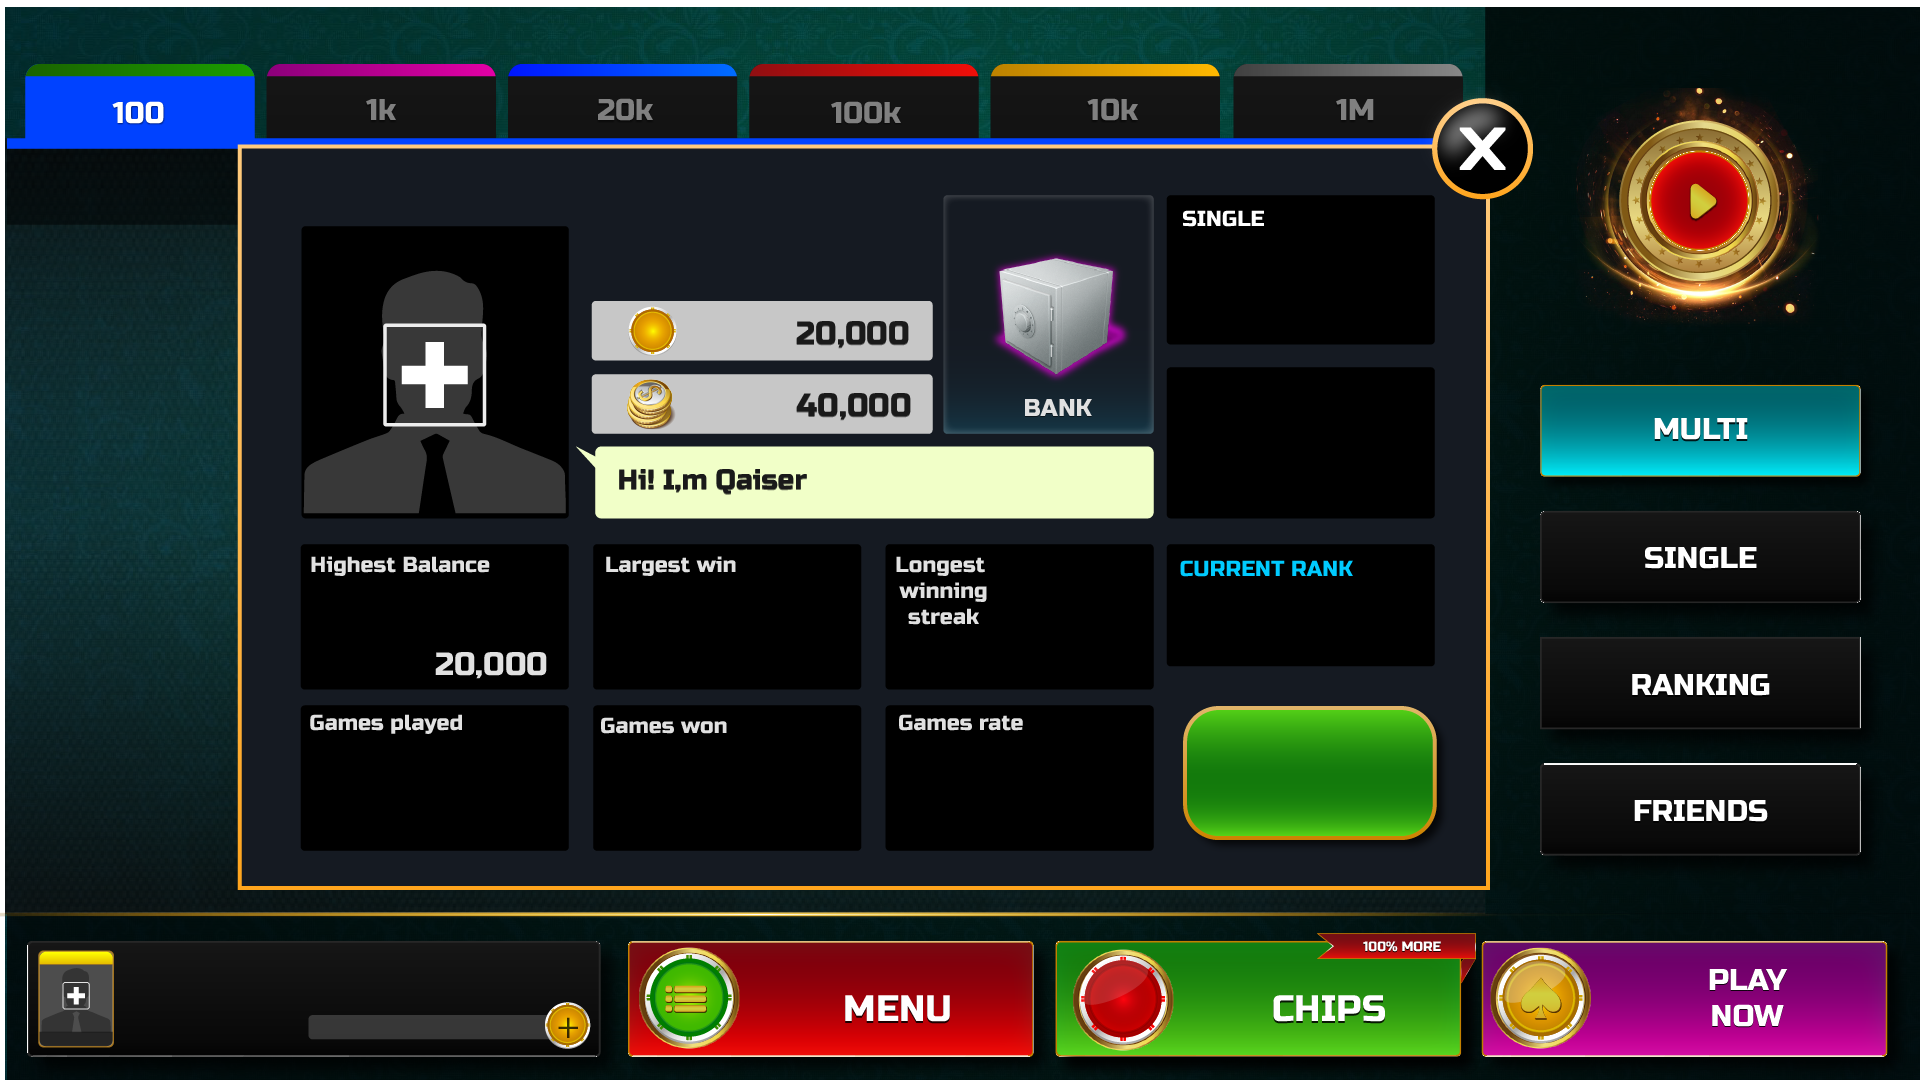 100
1k
20k
100k
10k
1M
X
SINGLE
20,000
40,000
BANK
Hi! I,m Qaiser
Highest Balance
20,000
Largest win
Longest
winning
streak
CURRENT RANK
Games played
Games won
Games rate
MULTI
SINGLE
RANKING
FRIENDS
MENU
100% MORE
CHIPS
PLAY
NOW